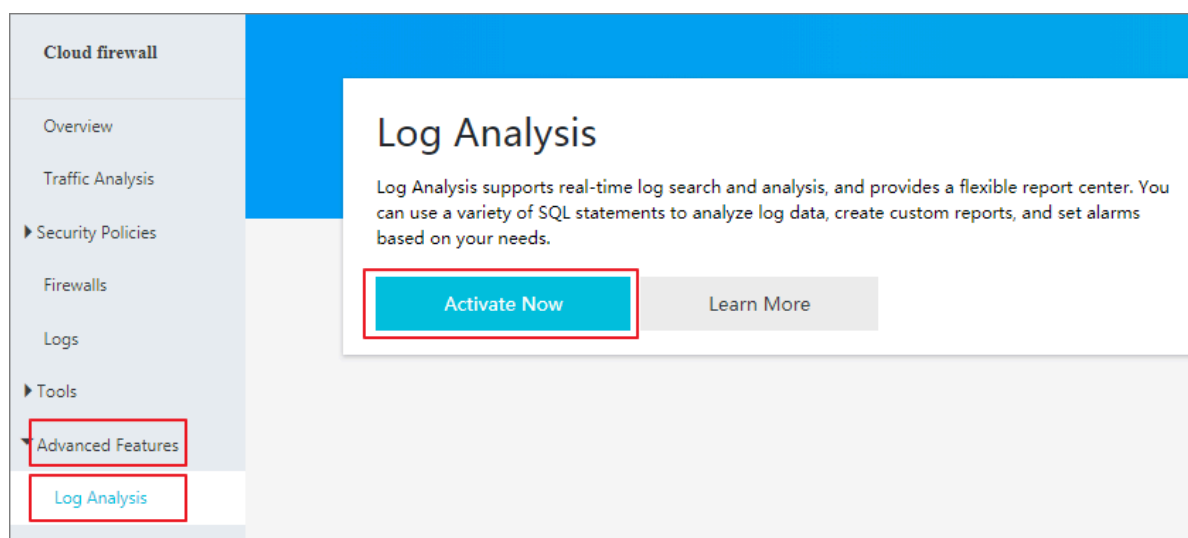 Cloud firewall
Overview
Traffic Analysis
Security Policies
Firewalls
Logs
Tools
Advanced Features
Log Analysis
Log Analysis
Log Analysis supports real-time log search and analysis, and provides a flexible report center. You
can use a variety of SQL statements to analyze log data, create custom reports, and set alarms
based on your needs.
Activate Now
Learn More